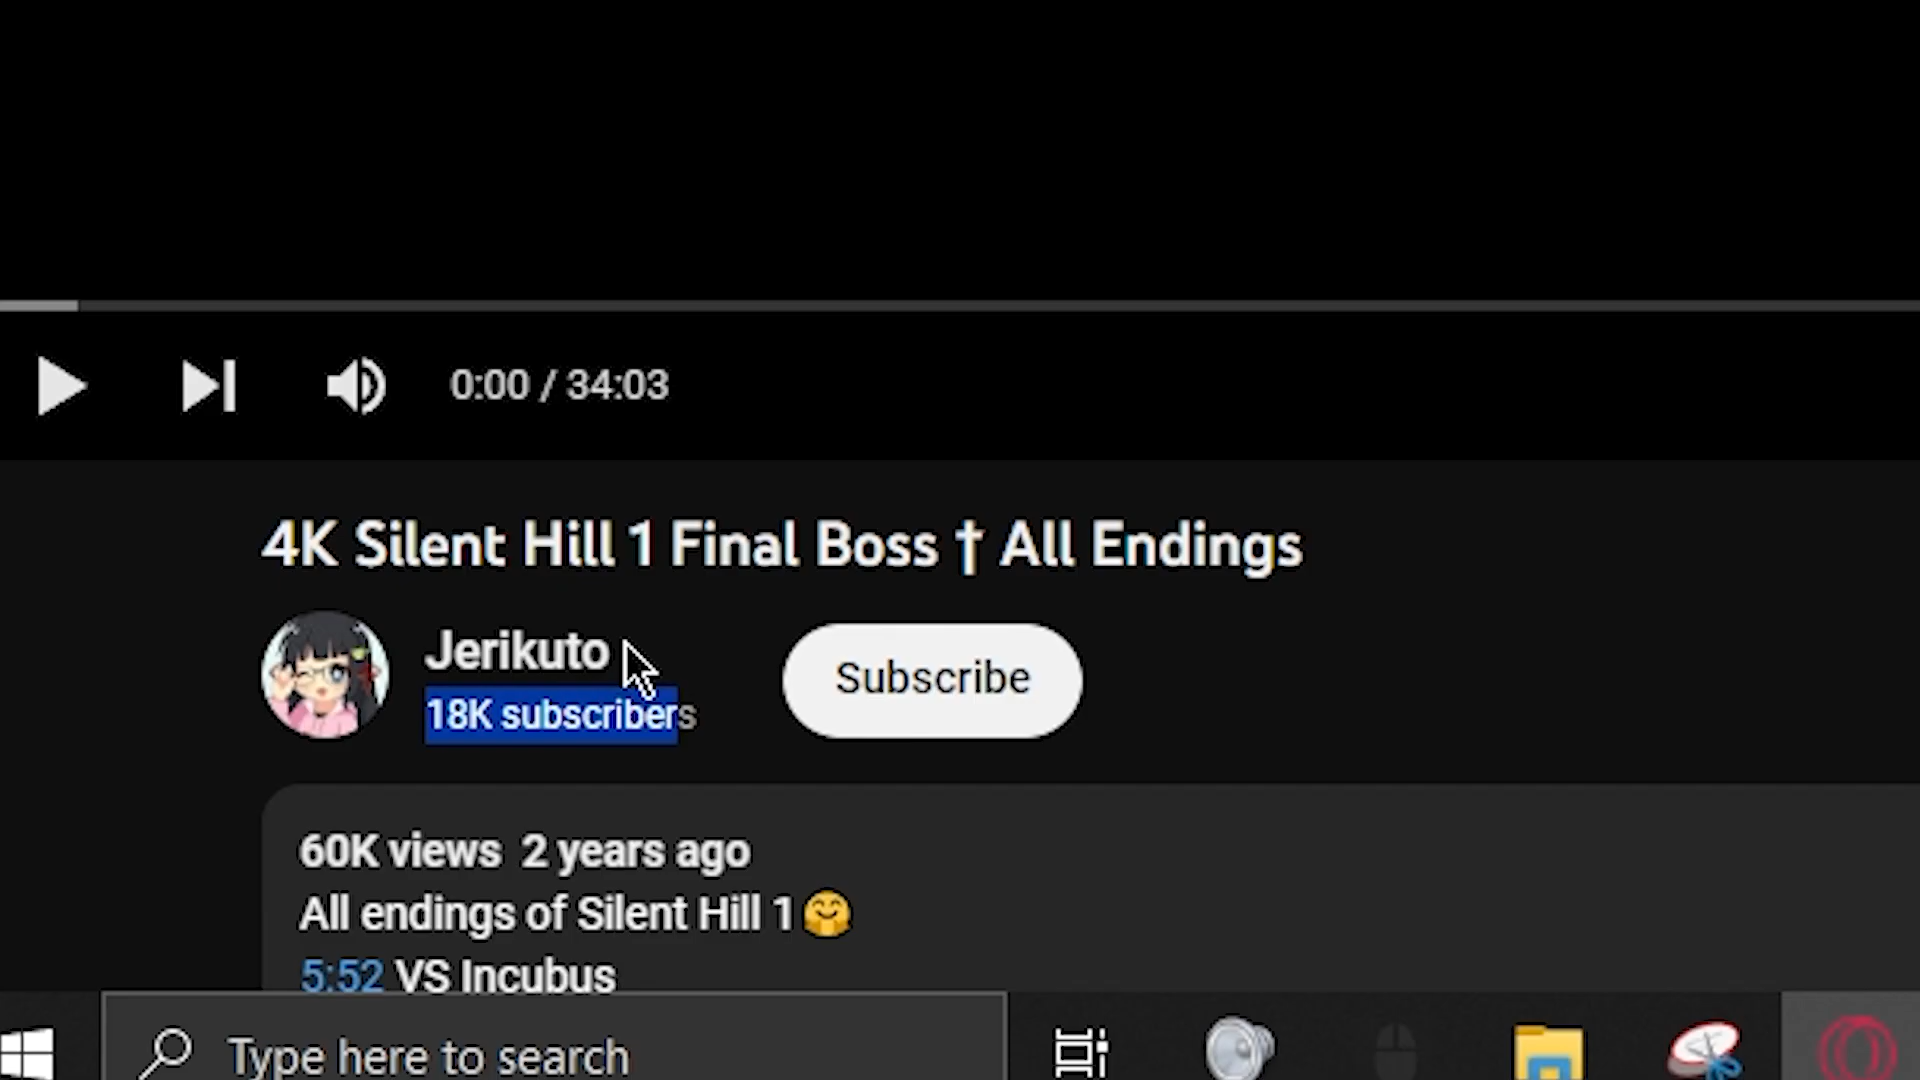 0:00 / 34:03
4K Silent Hill 1 Final Boss † All Endings
Jerikuto
18K subscribers
Subscribe
60K views 2 years ago
All endings of Silent Hill 1🤗
5:52 VS Incubus
Type here to search